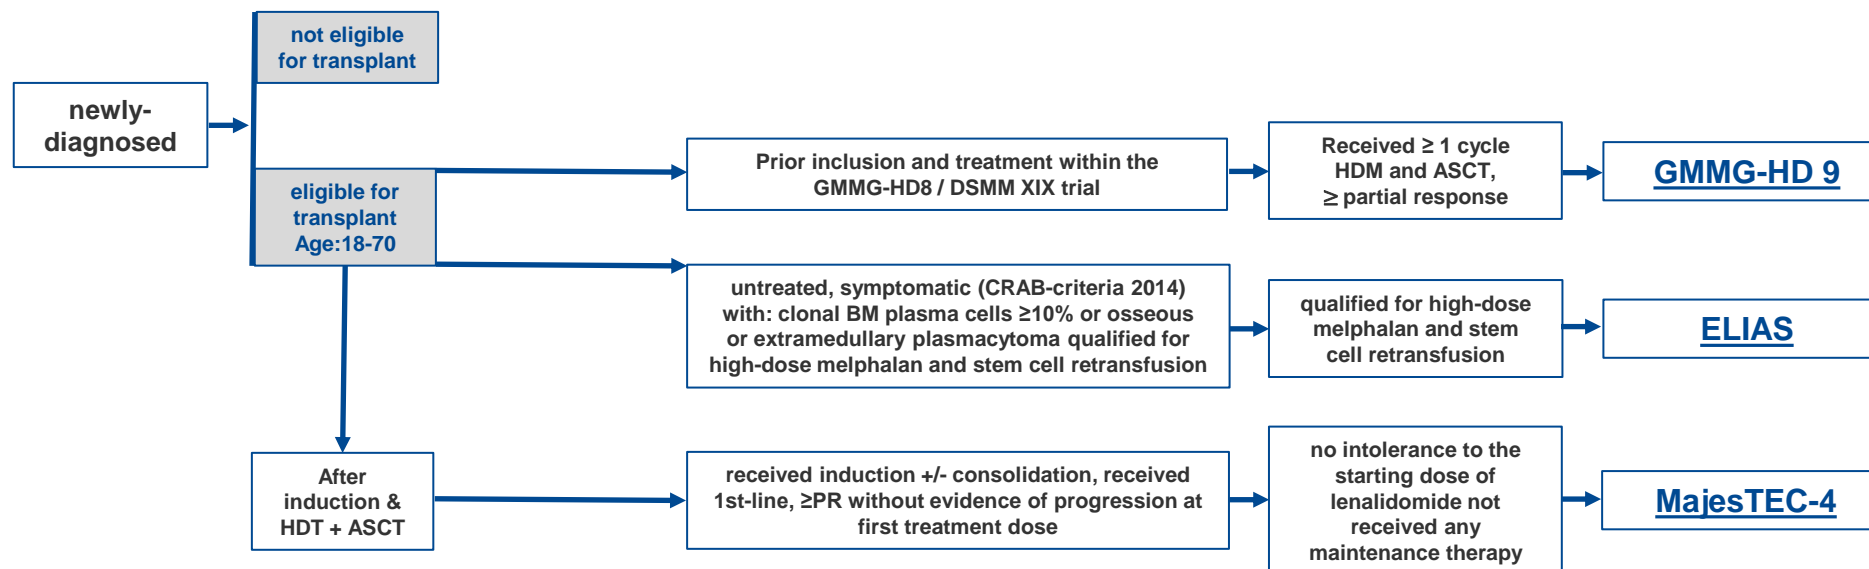 not eligible
for transplant
newly-
diagnosed
eligible for
transplant
Age:18-70
Prior inclusion and treatment within the
GMMG-HD8 / DSMM XIX trial
Received ≥ 1 cycle
HDM and ASCT,
≥ partial response
GMMG-HD 9
untreated, symptomatic (CRAB-criteria 2014)
with: clonal BM plasma cells ≥10% or osseous
or extramedullary plasmacytoma qualified for
high-dose melphalan and stem cell retransfusion
qualified for high-dose
melphalan and stem
cell retransfusion
ELIAS
After
induction &
HDT + ASCT
received induction +/- consolidation, received
1st-line, ≥PR without evidence of progression at
first treatment dose
no intolerance to the
starting dose of
lenalidomide not
received any
maintenance therapy
MajesTEC-4